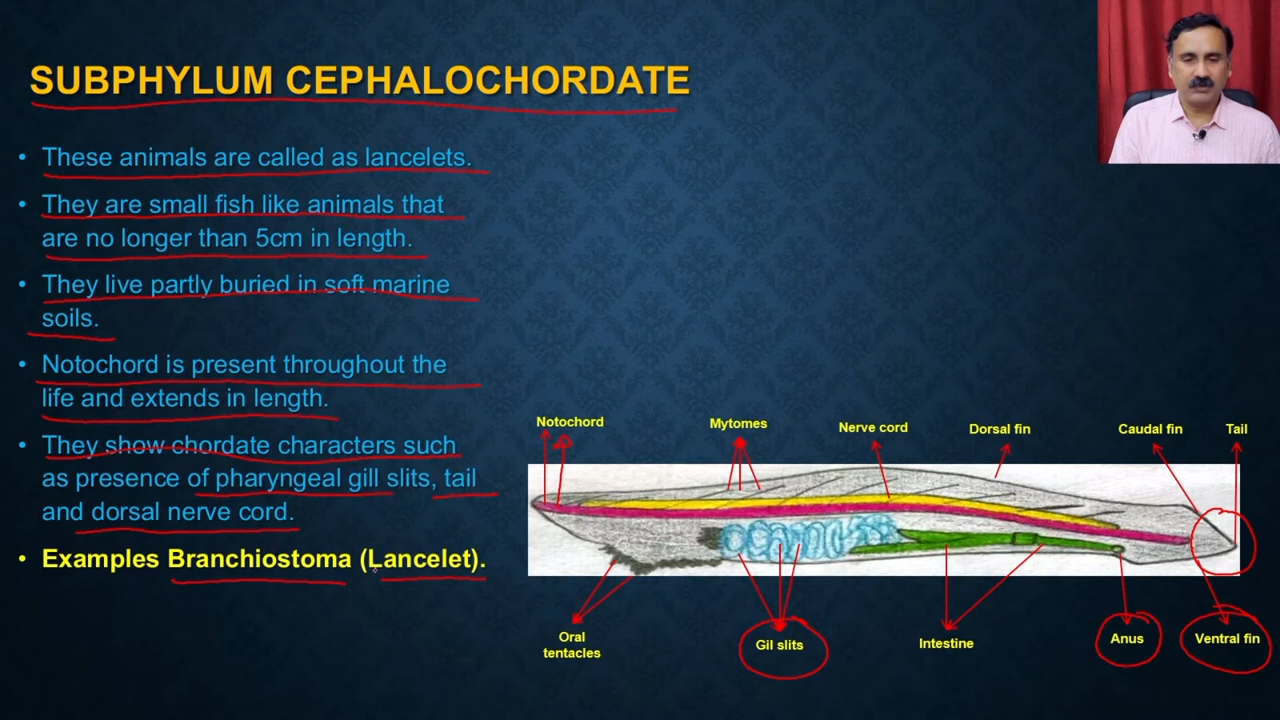 SUBPHYLUM CEPHALOCHORDATE
• These animals are called as lancelets.
• They are small fish like animals that
are no longer than 5cm in length.
• They live partly buried in soft marine
soils.
• Notochord is present throughout the
life and extends in length.
• They show chordate characters such
as presence of pharyngeal gill slits, tail
and dorsal nerve cord.
• Examples Branchiostoma (Lancelet).
Notochord
Mytomes
Nerve cord
Dorsal fin
Caudal fin
Tail
Oral
tentacles
Gil slits
Intestine
Anus
Ventral fin